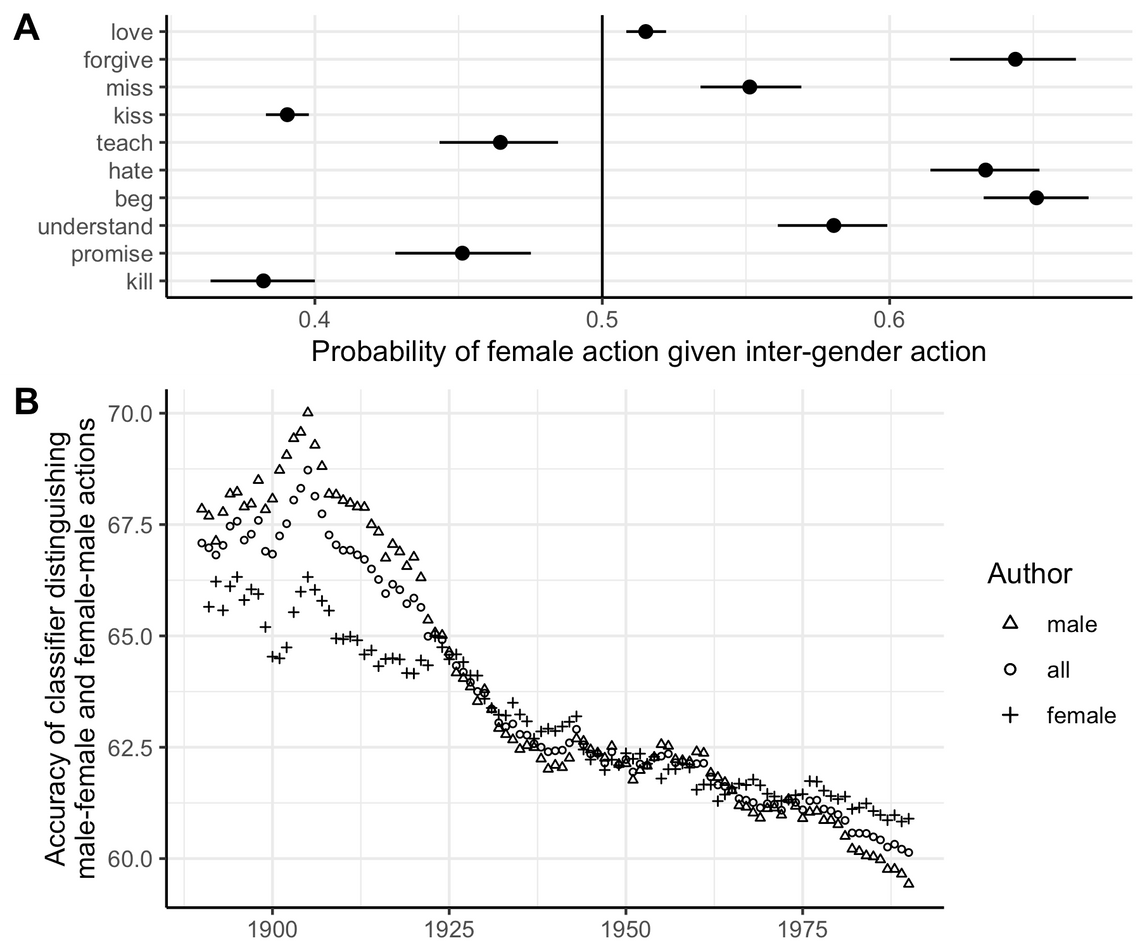 A
love
forgive
miss
kiss
teach
hate
beg
understand
promise
kill
0.4 0.5 0.6
Probability of female action given inter-gender action
B
Accuracy of classifier distinguishing
male-female and female-male actions
70.0
67.5
65.0
62.5
60.0
1900 1925 1950 1975
Author
male
all
female